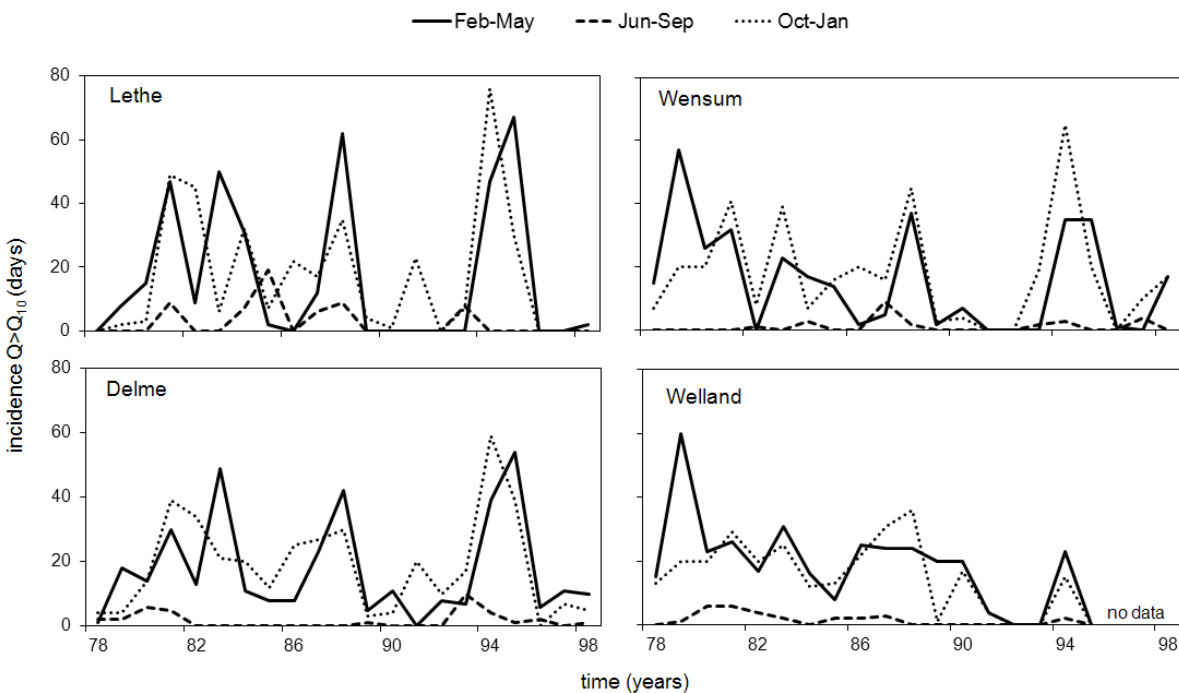 Feb-May Jun-Sep Oct-Jan
incidence Q>Q10 (days)
80
60
40
20
0
Lethe
Wensum
80
60
40
20
0
Delme
Welland
no data
78 82 86 90 94 98
78 82 86 90 94 98
time (years)